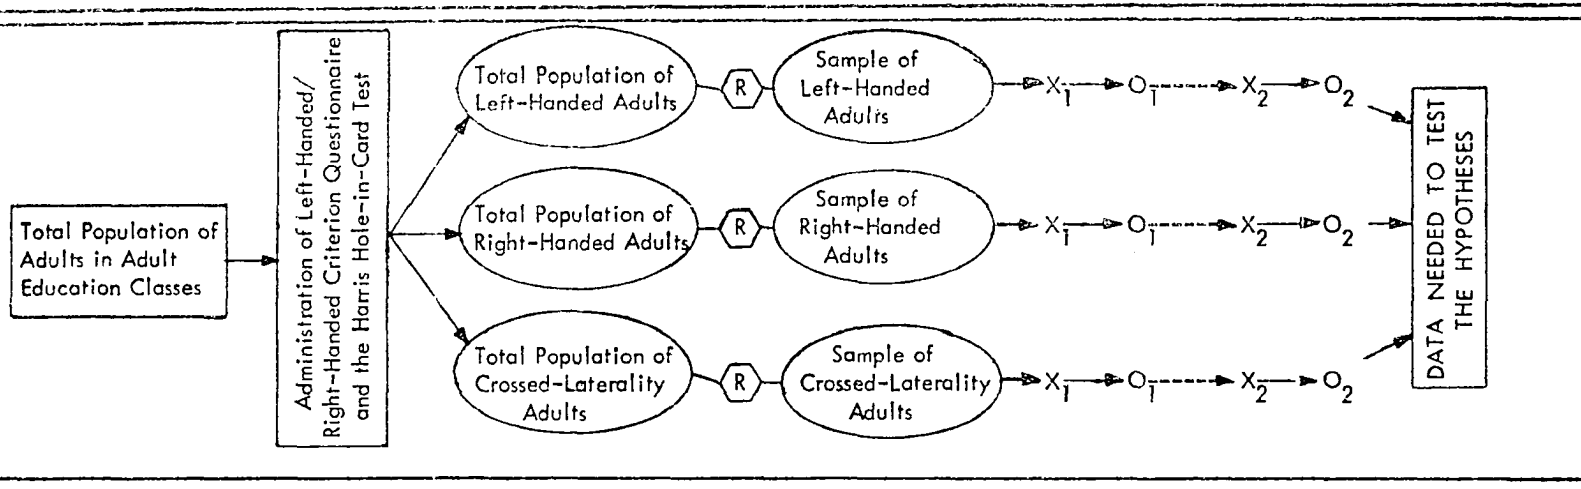 Total Population of
Adults in Adult
Education Classes
Administration of Left-Handed/
Right-Handed Criterion Questionnaire
and the Harris Hole-in-Card Test
Total Population of
Left-Handed Adults
R
Sample of
Left-Handed
Adults
X1 O1 X2 O2
Total Population of
Right-Handed Adults
R
Sample of
Right-Handed
Adults
X1 O1 X2 O2
Total Population of
Crossed-Laterality
Adults
R
Sample of
Crossed-Laterality
Adults
X1 O1 X2 O2
DATA NEEDED TO TEST
THE HYPOTHESES